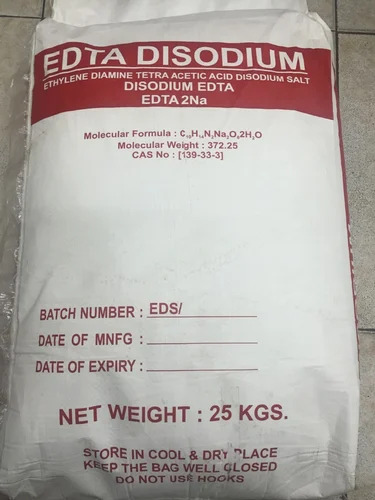 EDTA DISODIUM
ETHYLENE DIAMINE TETRA ACETIC ACID DISODIUM SALT
DISODIUM EDTA
EDTA 2Na
Molecular Formula : C₁₀H₁₄N₂Na₂O₈2H₂O
Molecular Weight : 372.25
CAS No : [139-33-3]
BATCH NUMBER : EDS/
DATE OF MNFG :
DATE OF EXPIRY :
NET WEIGHT : 25 KGS.
STORE IN COOL & DRY PLACE
KEEP THE BAG WELL CLOSED
DO NOT USE HOOKS